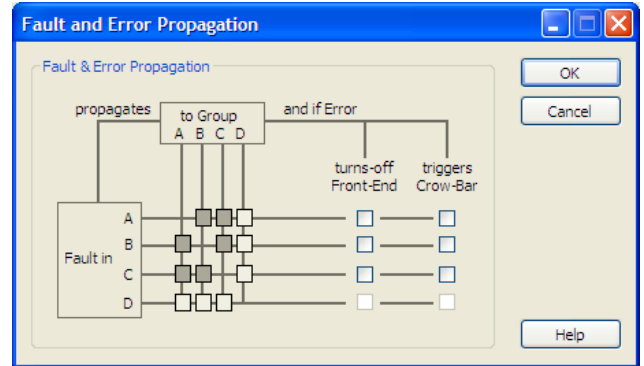 Fault and Error Propagation
Fault & Error Propagation
OK
Cancel
propagates
to Group
A B C D
and if Error
turns-off
Front-End
triggers
Crow-Bar
Fault in
A
B
C
D
Help